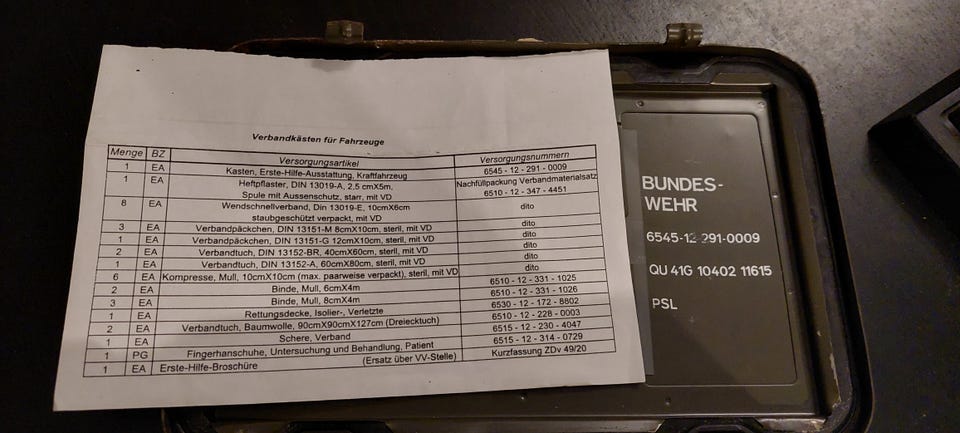 Verbandkästen für Fahrzeuge
Menge BZ Versorgungsartikel Versorgungsnummern
1 EA Kasten, Erste-Hilfe-Ausstattung, Kraftfahrzeug 6545 - 12 - 291 - 0009
1 EA Heftpflaster, DIN 13019-A, 2,5 cmX5m, Nachfüllpackung Verbandmaterialsatz
Spule mit Aussenschutz, starr, mit VD 6510 - 12 - 347 - 4451
8 EA Wendschnellverband, Din 13019-E, 10cmX6cm dito
staubgeschützt verpackt, mit VD
3 EA Verbandpäckchen, DIN 13151-M 8cmX10cm, steril, mit VD dito
1 EA Verbandpäckchen, DIN 13151-G 12cmX10cm, steril, mit VD dito
2 EA Verbandtuch, DIN 13152-BR, 40cmX60cm, steril, mit VD dito
1 EA Verbandtuch, DIN 13152-A, 60cmX80cm, steril, mit VD dito
6 EA Kompresse, Mull, 10cmX10cm (max. paarweise verpackt), steril, mit VD dito
2 EA Binde, Mull, 6cmX4m 6510 - 12 - 331 - 1025
3 EA Binde, Mull, 8cmX4m 6510 - 12 - 331 - 1026
1 EA Rettungsdecke, Isolier-, Verletzte 6530 - 12 - 172 - 8802
2 EA Verbandtuch, Baumwolle, 90cmX90cmX127cm (Dreiecktuch) 6510 - 12 - 228 - 0003
1 EA Schere, Verband 6515 - 12 - 230 - 4047
1 PG Fingerhanschuhe, Untersuchung und Behandlung, Patient 6515 - 12 - 314 - 0729
1 EA Erste-Hilfe-Broschüre (Ersatz über VV-Stelle) Kurzfassung ZDv 49/20
BUNDES-
WEHR
6545-12-291-0009
QU 41G 10402 11615
PSL